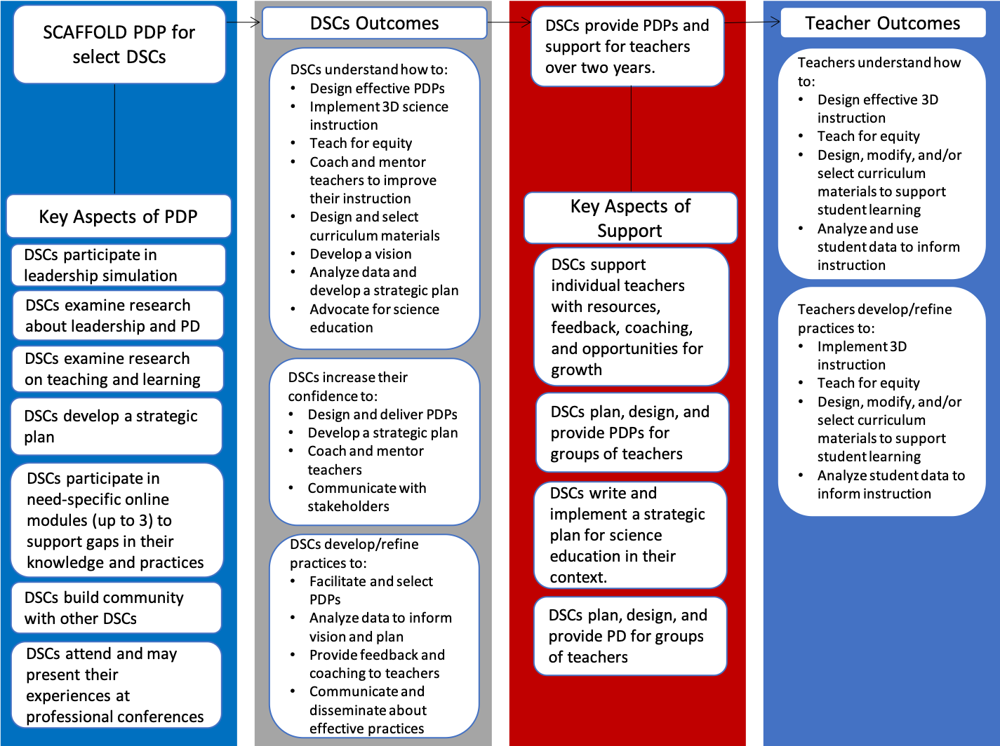 SCAFFOLD PDP for
select DSCs
Key Aspects of PDP
DSCs participate in
leadership simulation
DSCs examine research
about leadership and PD
DSCs examine research
on teaching and learning
DSCs develop a strategic
plan
DSCs participate in
need-specific online
modules (up to 3) to
support gaps in their
knowledge and practices
DSCs build community
with other DSCs
DSCs attend and may
present their
experiences at
professional conferences
DSCs Outcomes
DSCs understand how to:
• Design effective PDPs
• Implement 3D science
instruction
• Teach for equity
• Coach and mentor
teachers to improve
their instruction
• Design and select
curriculum materials
• Develop a vision
• Analyze data and
develop a strategic plan
• Advocate for science
education
DSCs increase their
confidence to:
• Design and deliver PDPs
• Develop a strategic plan
• Coach and mentor
teachers
• Communicate with
stakeholders
DSCs develop/refine
practices to:
• Facilitate and select
PDPs
• Analyze data to inform
vision and plan
• Provide feedback and
coaching to teachers
• Communicate and
disseminate about
effective practices
DSCs provide PDPs and
support for teachers
over two years.
Key Aspects of
Support
DSCs support
individual teachers
with resources,
feedback, coaching,
and opportunities for
growth
DSCs plan, design, and
provide PDPs for
groups of teachers
DSCs write and
implement a strategic
plan for science
education in their
context.
DSCs plan, design, and
provide PD for groups
of teachers
Teacher Outcomes
Teachers understand how
to:
• Design effective 3D
instruction
• Teach for equity
• Design, modify, and/or
select curriculum
materials to support
student learning
• Analyze and use
student data to inform
instruction
Teachers develop/refine
practices to:
• Implement 3D
instruction
• Teach for equity
• Design, modify, and/or
select curriculum
materials to support
student learning
• Analyze student data to
inform instruction